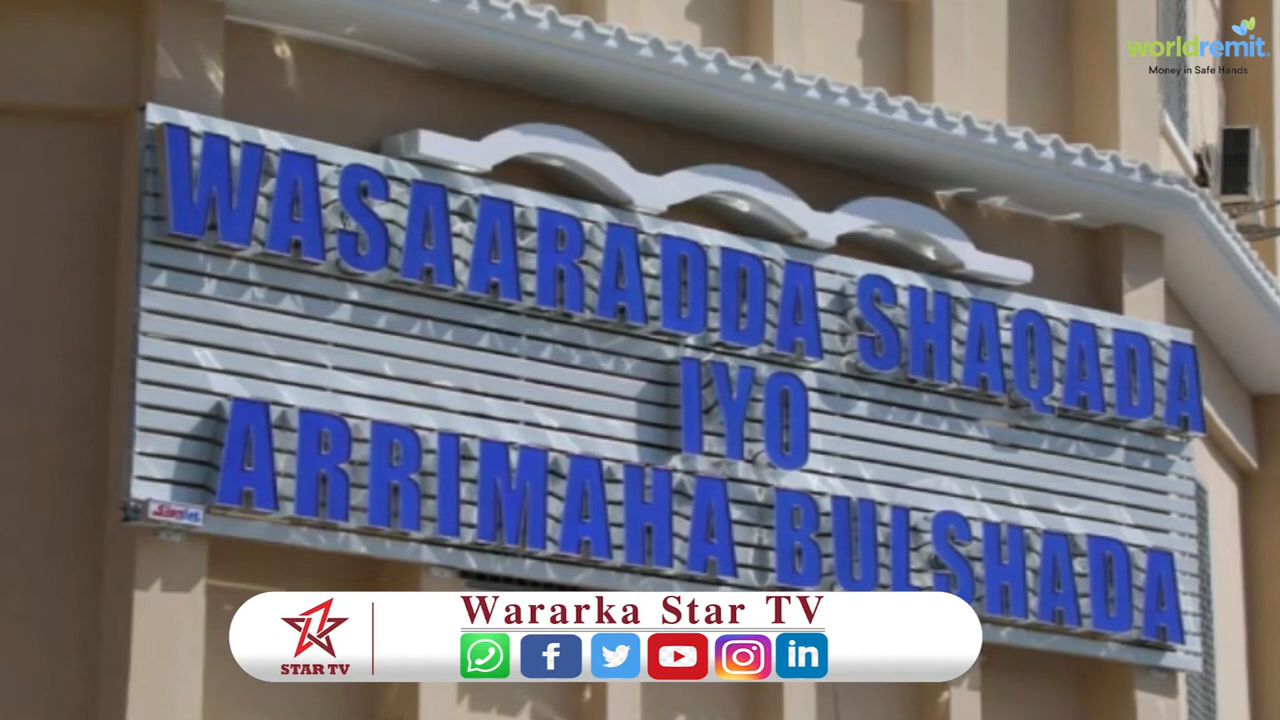 worldremit
Money in Safe Hands
WASAARADDA SHAQADA
IYO
ARRIMAHA BULSHADA
Wararka Star TV
STAR TV